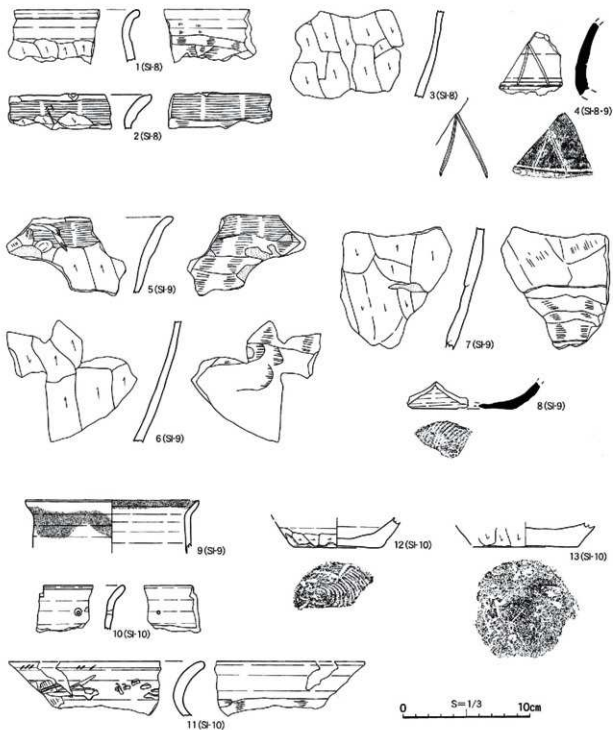 1(SI-8)
2(SI-8)
3(SI-8)
4(SI-8-9)
5(SI-9)
6(SI-9)
7(SI-9)
8(SI-9)
9(SI-9)
10(SI-10)
11(SI-10)
12(SI-10)
13(SI-10)
S=1/3
0 10cm